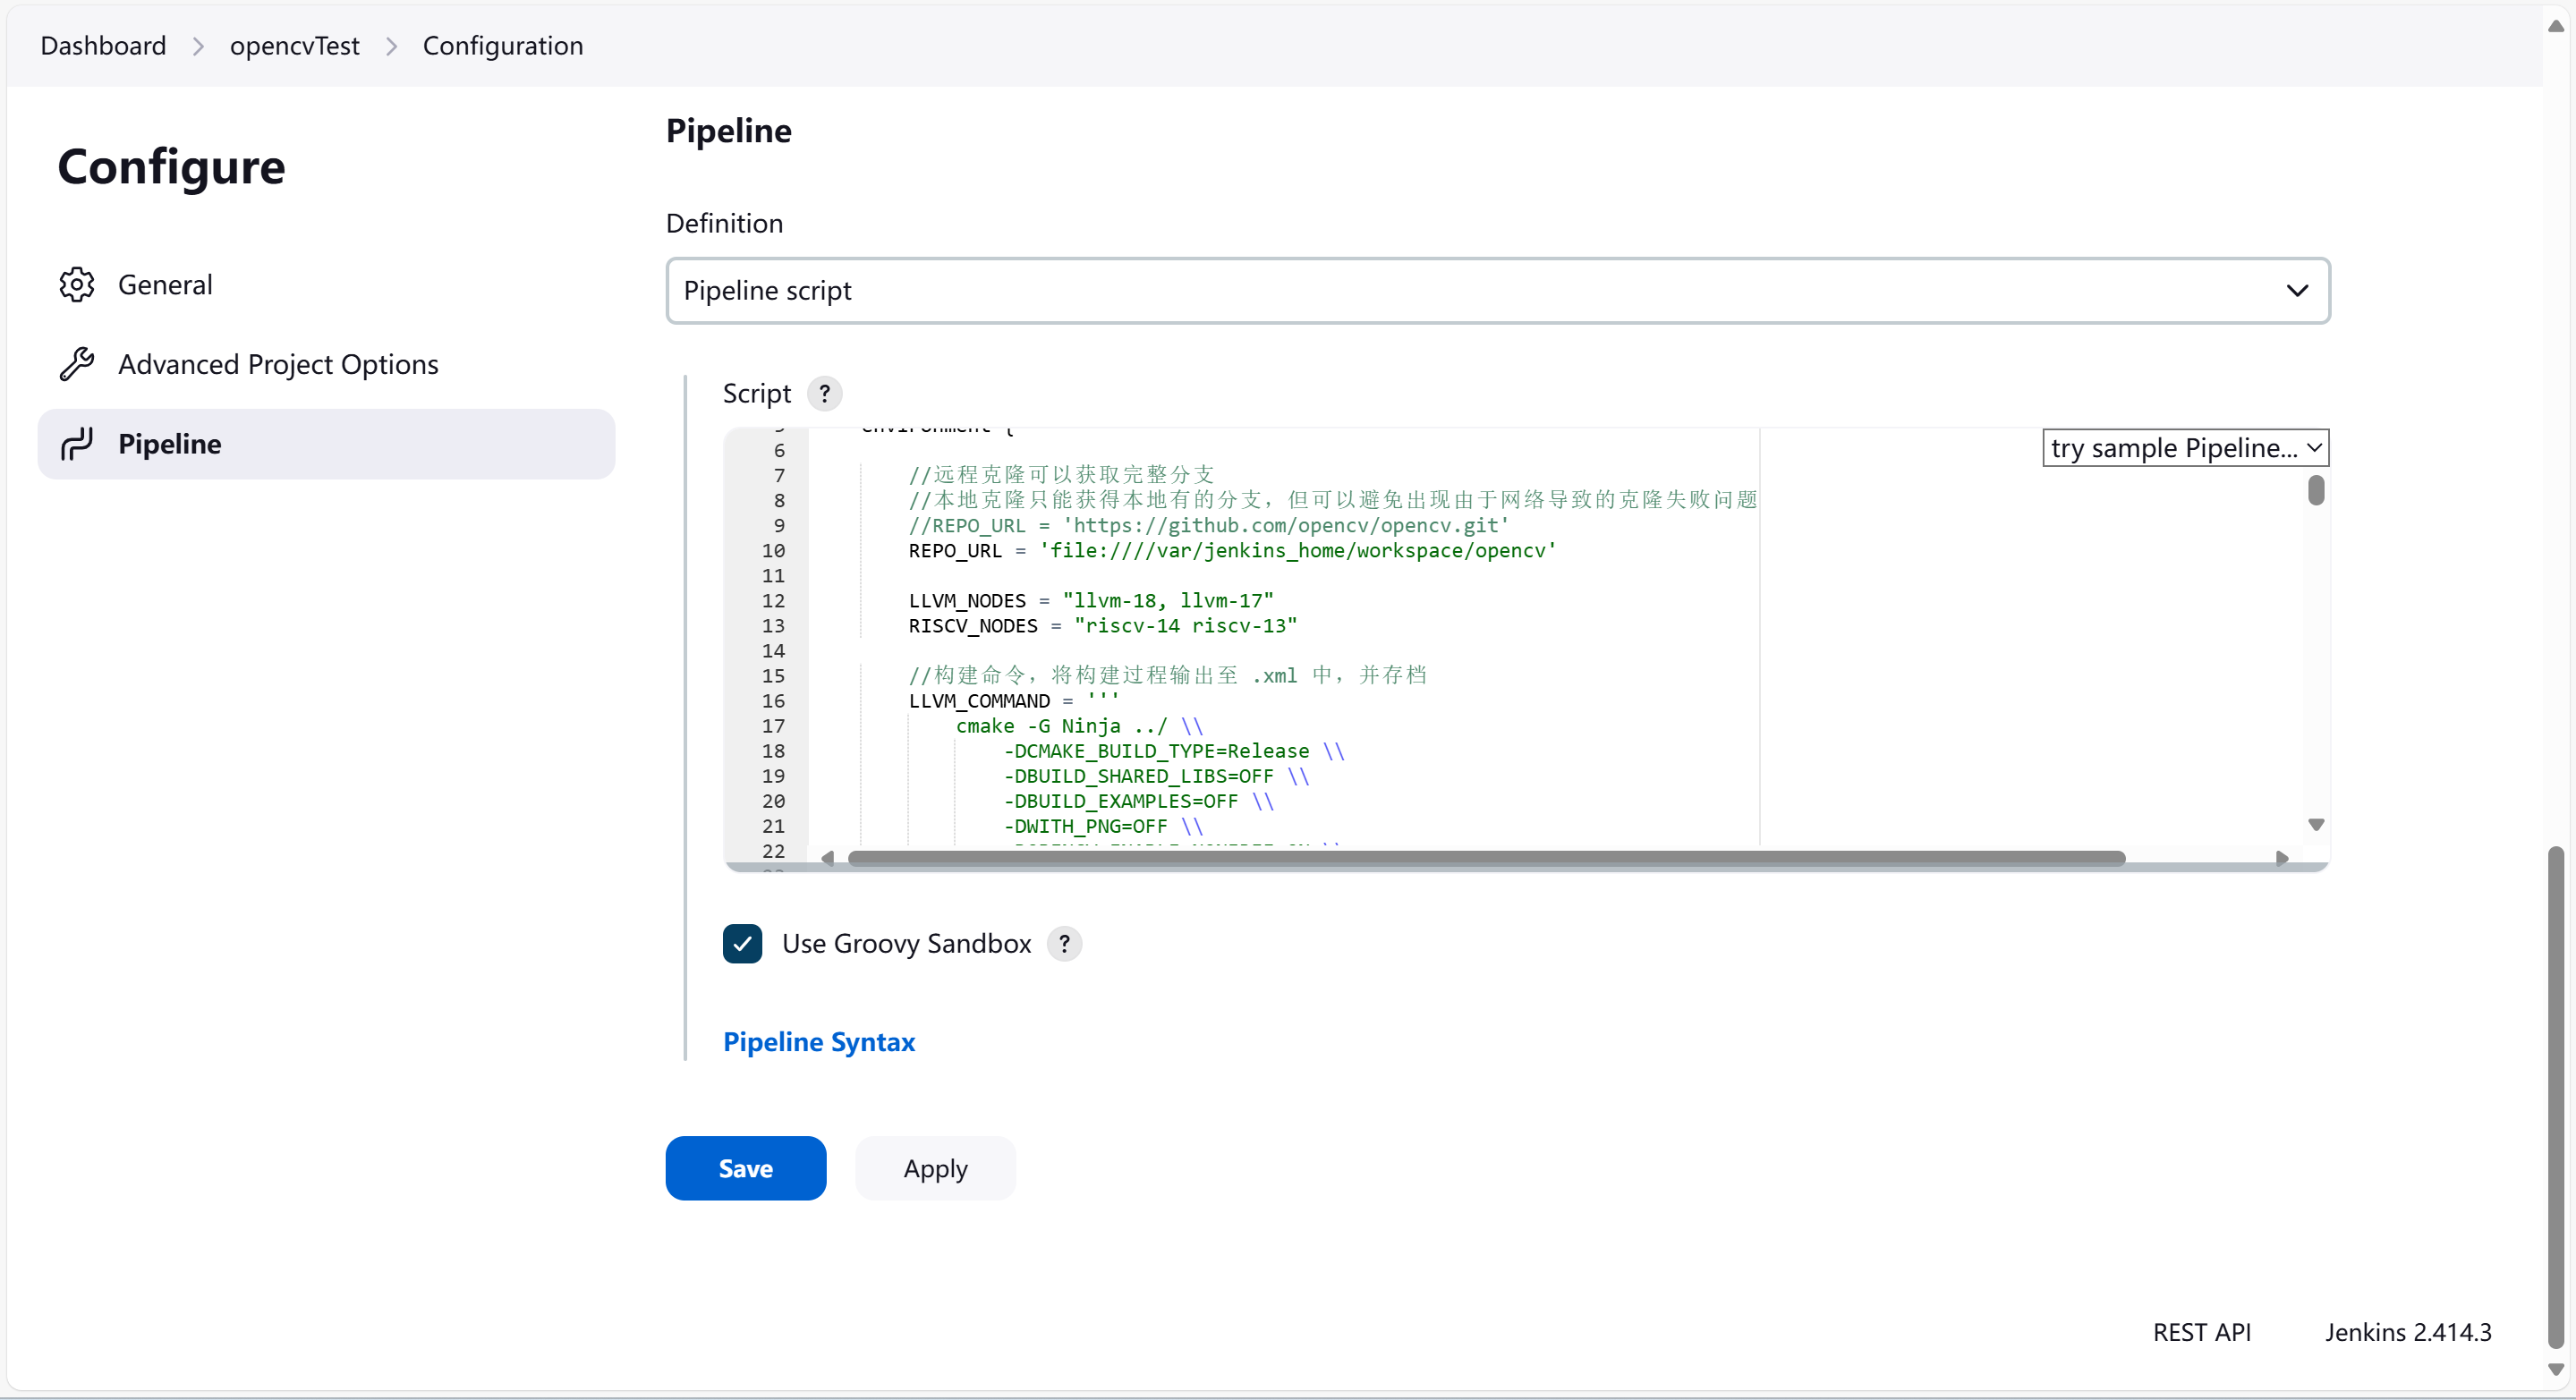 Dashboard > opencvTest > Configuration
Configure
General
Advanced Project Options
Pipeline
Pipeline
Definition
Pipeline script
Script ?
try sample Pipeline...
5 environment {
6
7 //远程克隆可以获取完整分支
8 //本地克隆只能获得本地有的分支，但可以避免出现由于网络导致的克隆失败问题
9 //REPO_URL = 'https://github.com/opencv/opencv.git'
10 REPO_URL = 'file:////var/jenkins_home/workspace/opencv'
11
12 LLVM_NODES = "llvm-18, llvm-17"
13 RISCV_NODES = "riscv-14 riscv-13"
14
15 //构建命令，将构建过程输出至 .xml 中，并存档
16 LLVM_COMMAND = '''
17 cmake -G Ninja ../ \\
18 -DCMAKE_BUILD_TYPE=Release \\
19 -DBUILD_SHARED_LIBS=OFF \\
20 -DBUILD_EXAMPLES=OFF \\
21 -DWITH_PNG=OFF \\
22
Use Groovy Sandbox ?
Pipeline Syntax
Save
Apply
REST API
Jenkins 2.414.3